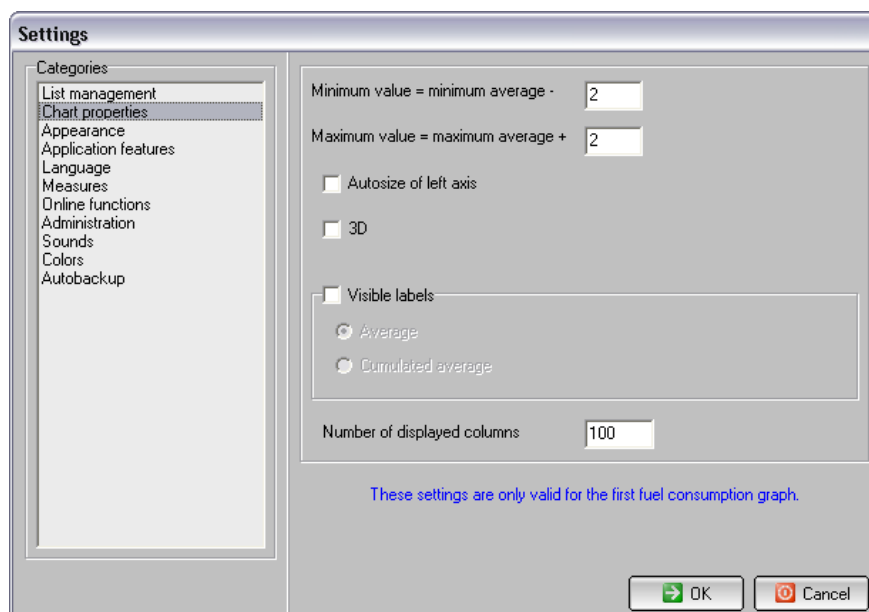 Settings
Categories
List management
Chart properties
Appearance
Application features
Language
Measures
Online functions
Administration
Sounds
Colors
Autobackup
Minimum value = minimum average - 2
Maximum value = maximum average + 2
Autosize of left axis
3D
Visible labels
Average
Cumulated average
Number of displayed columns 100
These settings are only valid for the first fuel consumption graph.
OK Cancel